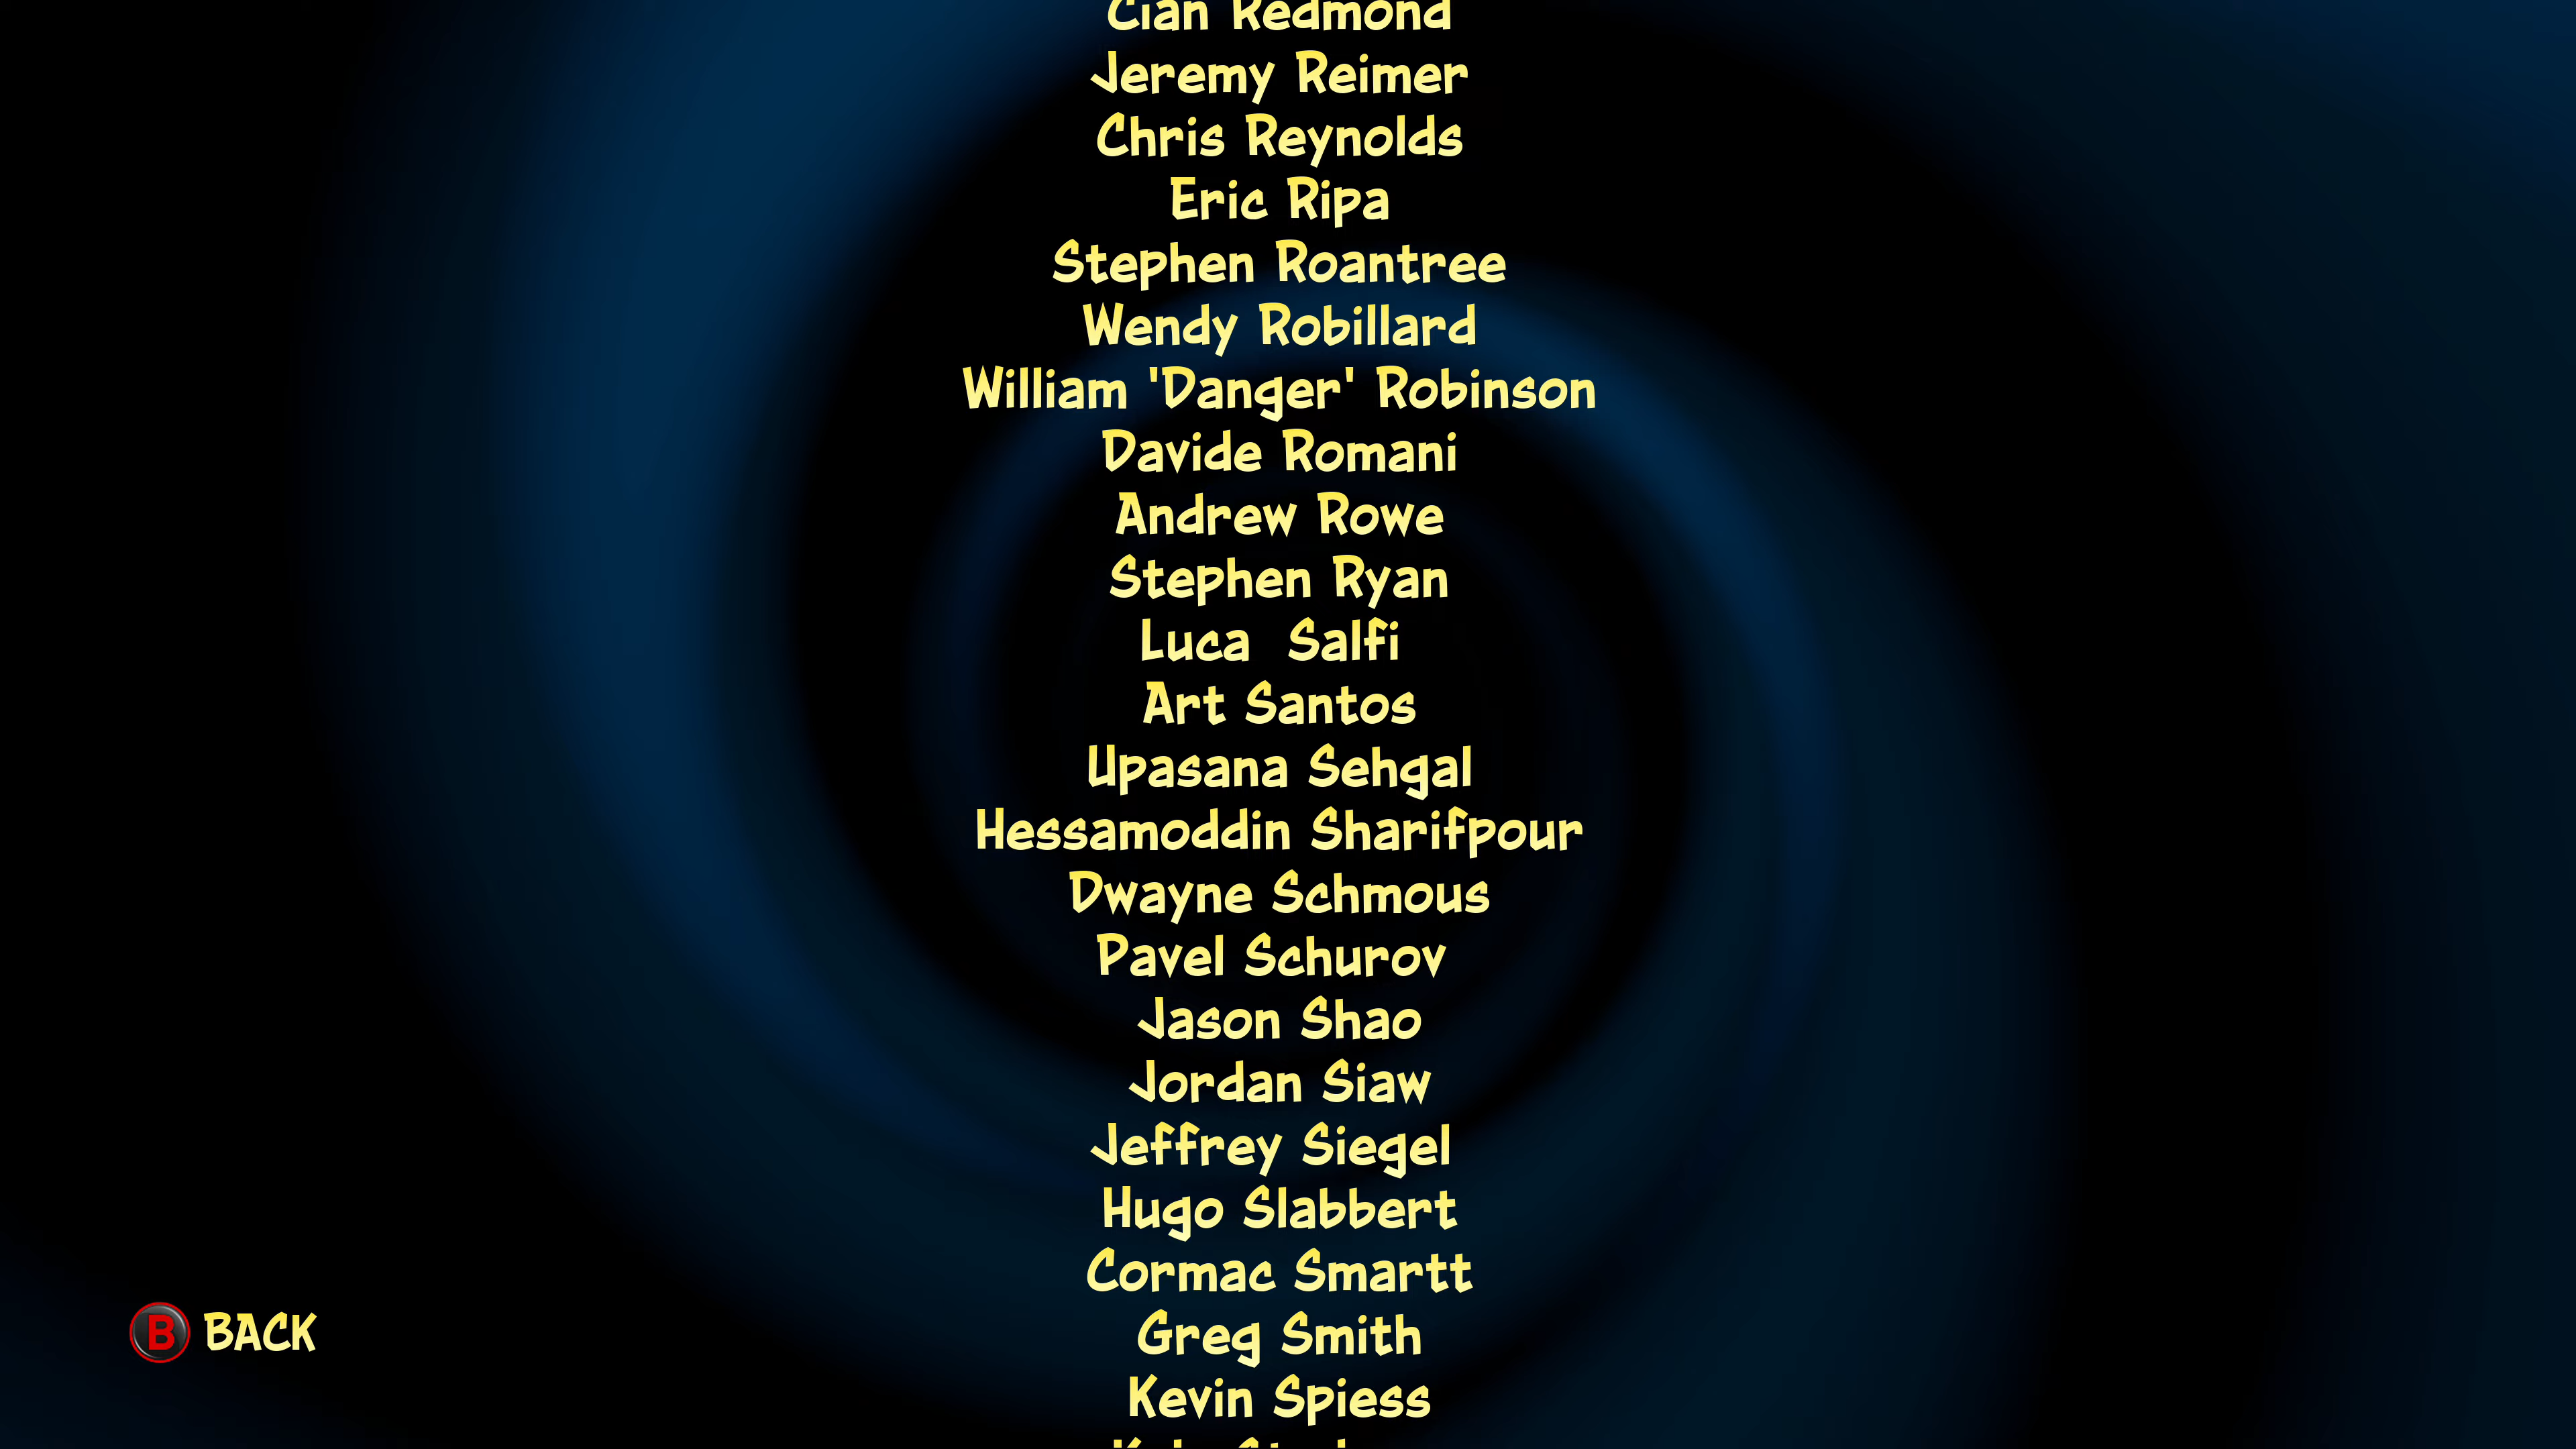 Cian Redmond
Jeremy Reimer
Chris Reynolds
Eric Ripa
Stephen Roantree
Wendy Robillard
William 'Danger' Robinson
Davide Romani
Andrew Rowe
Stephen Ryan
Luca  Salfi
Art Santos
Upasana Sehgal
Hessamoddin Sharifpour
Dwayne Schmous
Pavel Schurov
Jason Shao
Jordan Siaw
Jeffrey Siegel
Hugo Slabbert
Cormac Smartt
Greg Smith
B BACK
Kevin Spiess